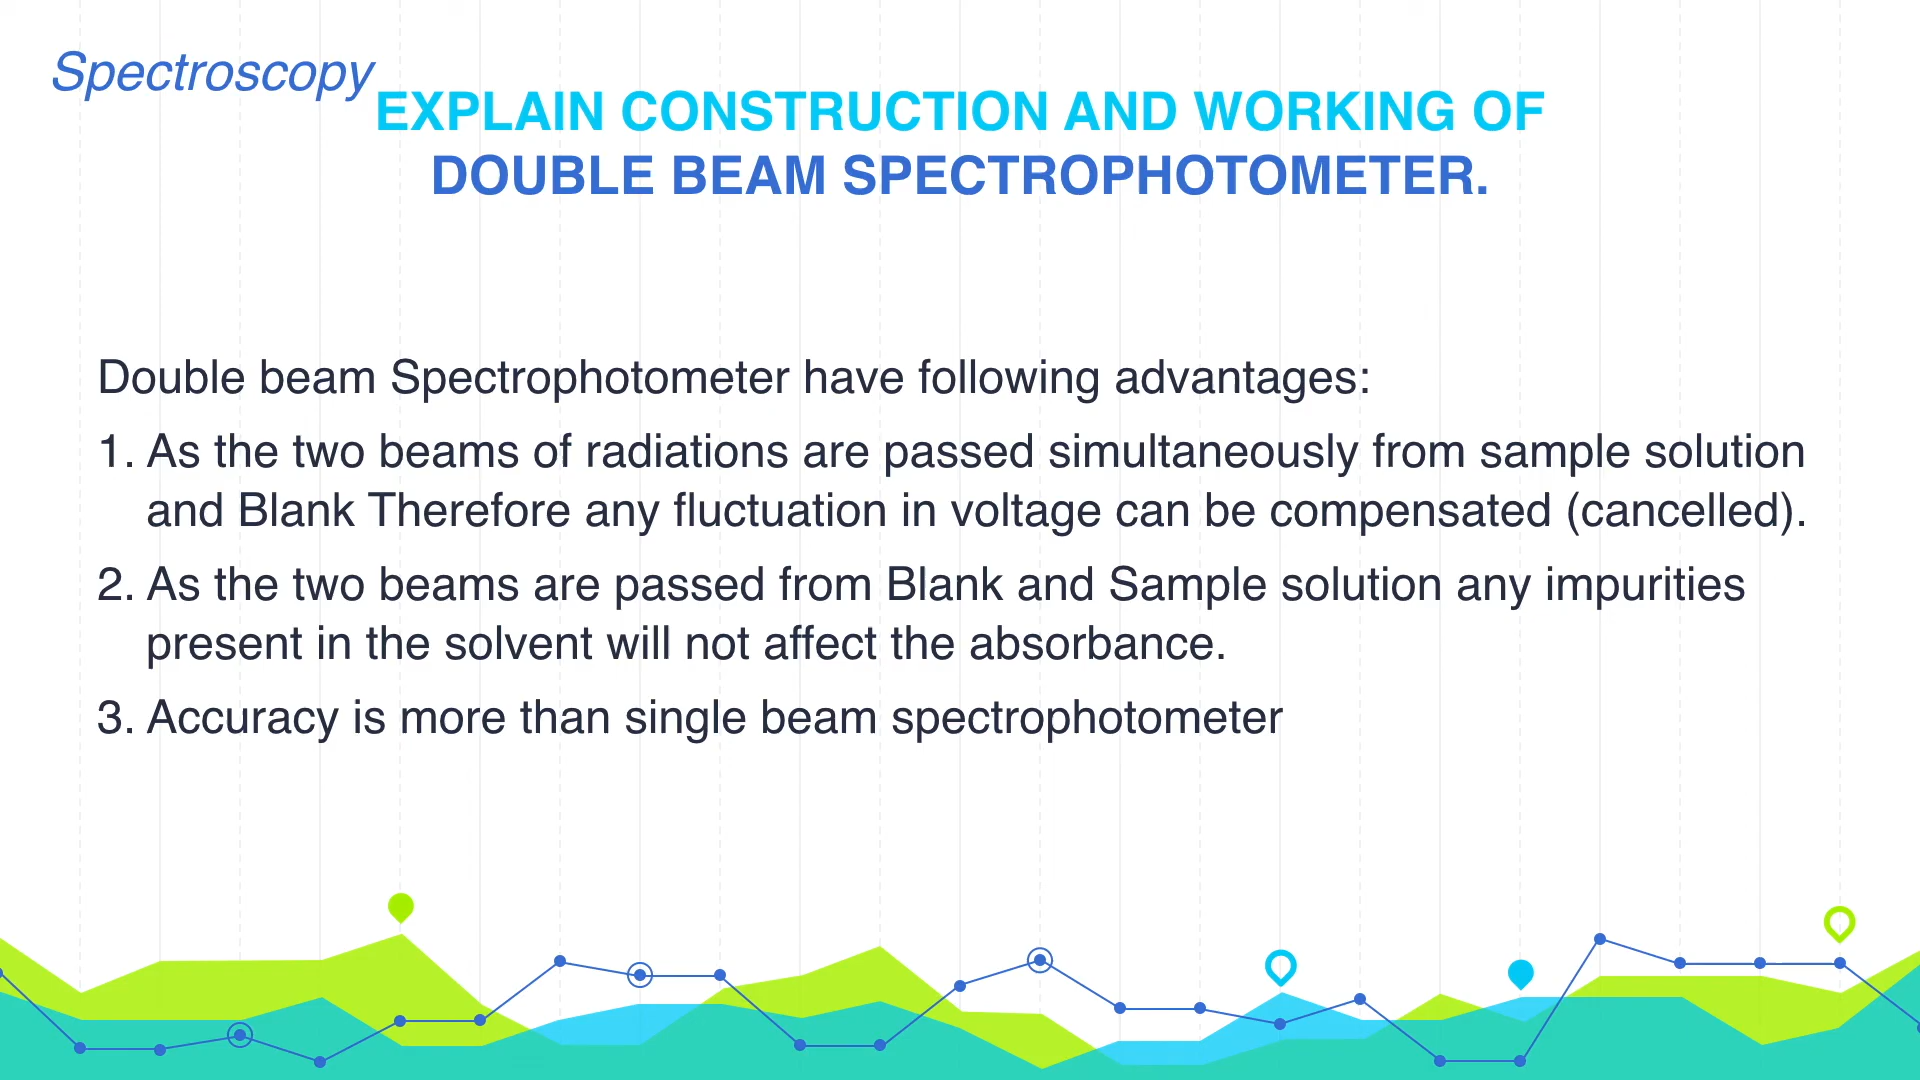 Spectroscopy
EXPLAIN CONSTRUCTION AND WORKING OF
DOUBLE BEAM SPECTROPHOTOMETER.
Double beam Spectrophotometer have following advantages:
1. As the two beams of radiations are passed simultaneously from sample solution
and Blank Therefore any fluctuation in voltage can be compensated (cancelled).
2. As the two beams are passed from Blank and Sample solution any impurities
present in the solvent will not affect the absorbance.
3. Accuracy is more than single beam spectrophotometer